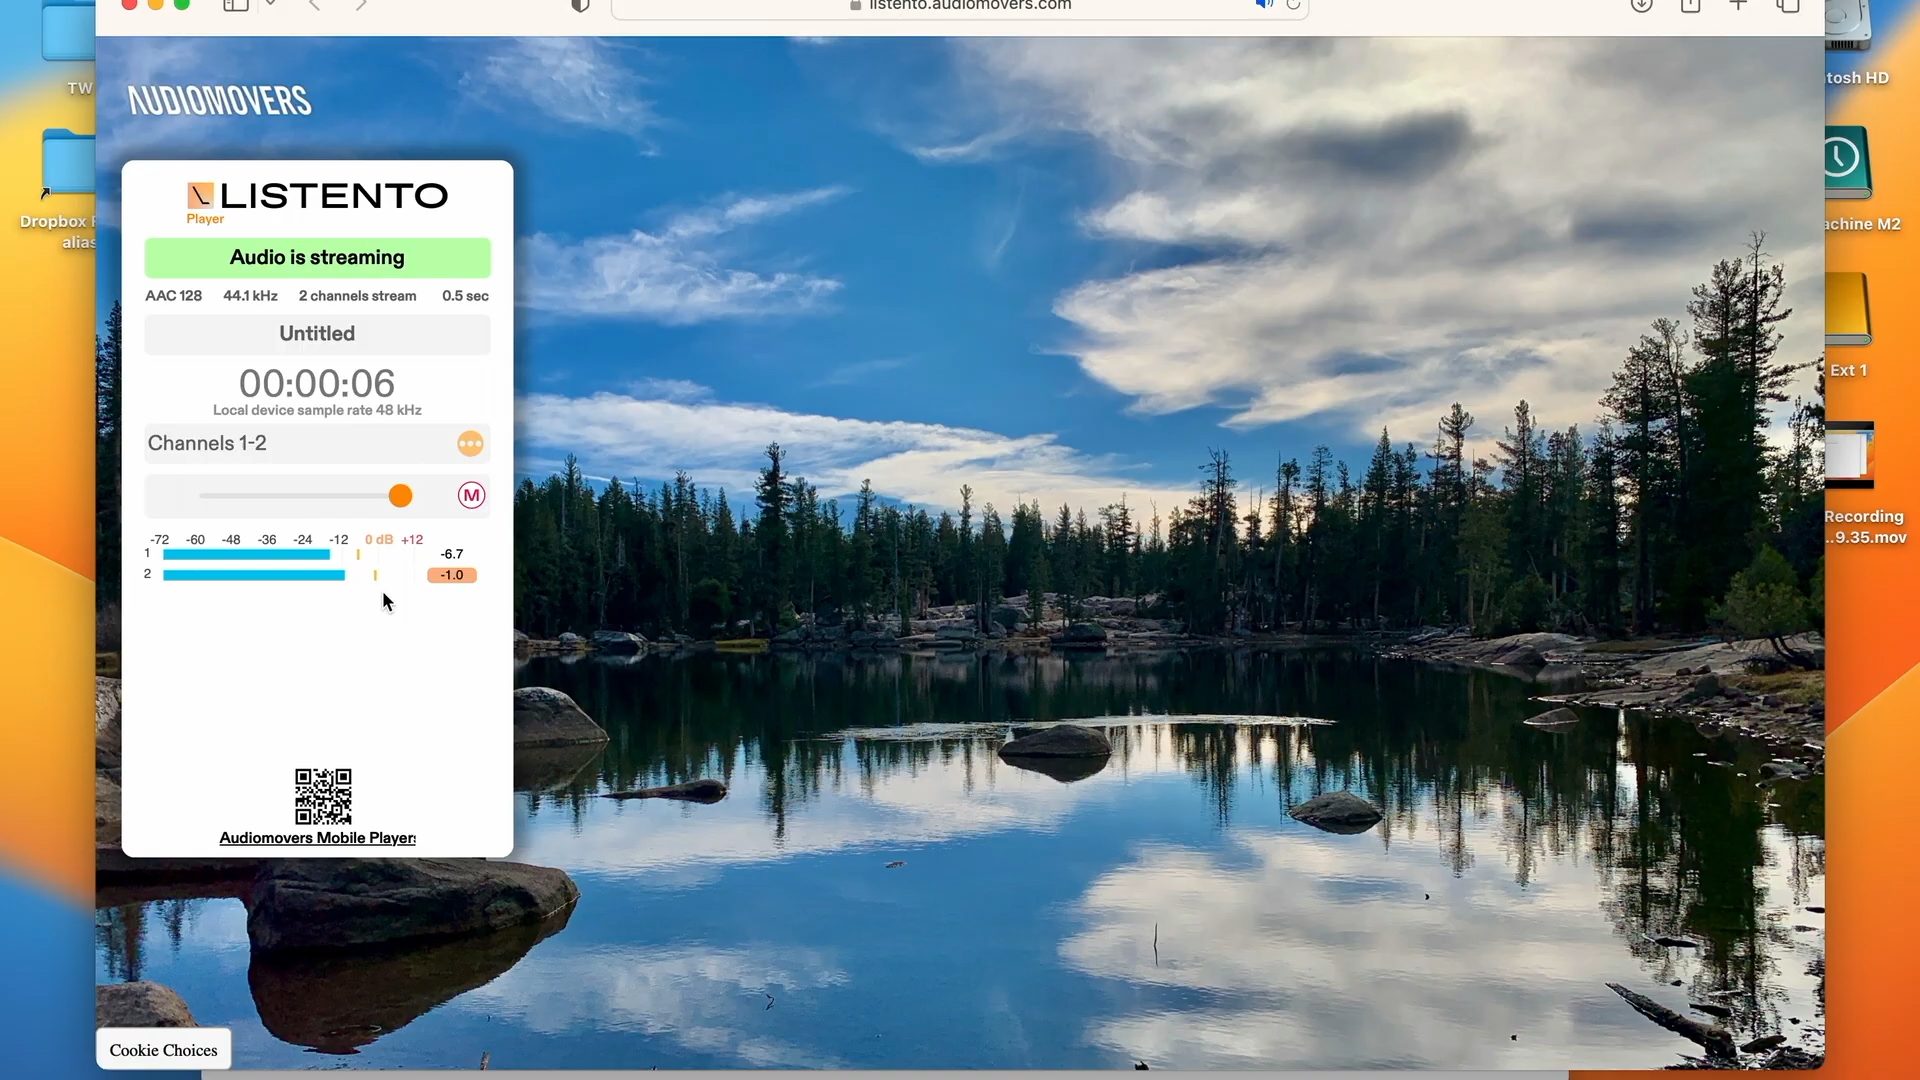 listento.audiomovers.com
TW
tosh HD
AUDIOMOVERS
LISTENTO
Player
Dropbox
alias
achine M2
Audio is streaming
AAC 128 44.1 kHz 2 channels stream 0.5 sec
Untitled
00:00:06
Local device sample rate 48 kHz
Ext 1
Channels 1-2
M
Recording
..9.35.mov
-72 -60 -48 -36 -24 -12 0 dB +12
1 -6.7
2 -1.0
Audiomovers Mobile Players
Cookie Choices